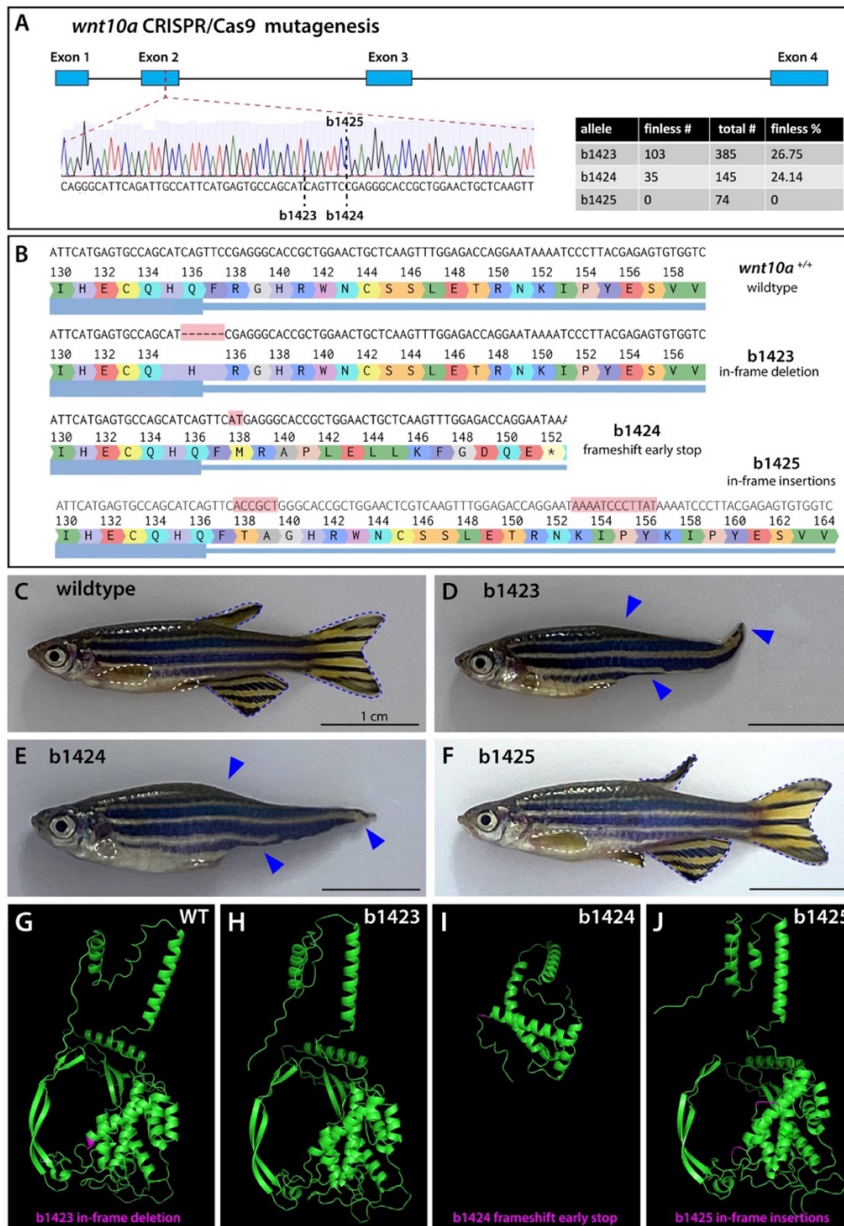 A wnt10a CRISPR/Cas9 mutagenesis
Exon 1 Exon 2 Exon 3 Exon 4
b1425
CAGGGCATTCAGATTGCCATTCATGAGTGCCAGCATCAGTTCCGAGGGCACCGCTGGAACTGCTCAAGTT
b1423 b1424
allele finless # total # finless %
b1423 103 385 26.75
b1424 35 145 24.14
b1425 0 74 0
B
ATTCATGAGTGCCAGCATCAGTTCCGAGGGCACCGCTGGAACTGCTCAAGTTTGGAGACCAGGAATAAAATCCCTTACGAGAGTGTGGTC
130 132 134 136 138 140 142 144 146 148 150 152 154 156 158
I H E C Q H Q F R G H R W N C S S L E T R N K I P Y E S V V
wnt10a +/+
wildtype
ATTCATGAGTGCCAGCAT------CGAGGGCACCGCTGGAACTGCTCAAGTTTGGAGACCAGGAATAAAATCCCTTACGAGAGTGTGGTC
130 132 134 136 138 140 142 144 146 148 150 152 154 156
I H E C Q H R G H R W N C S S L E T R N K I P Y E S V V
b1423
in-frame deletion
ATTCATGAGTGCCAGCATCAGTTCATGAGGGCACCGCTGGAACTGCTCAAGTTTGGAGACCAGGAATAAA
130 132 134 136 138 140 142 144 146 148 150 152
I H E C Q H Q F M R A P L E L L K F G D Q E *
b1424
frameshift early stop
b1425
in-frame insertions
ATTCATGAGTGCCAGCATCAGTTCACCGCTGGGCACCGCTGGAACTCGTCAAGTTTGGAGACCAGGAATAAAATCCCTTATAAAATCCCTTACGAGAGTGTGGTC
130 132 134 136 138 140 142 144 146 148 150 152 154 156 158 160 162 164
I H E C Q H Q F T A G H R W N C S S L E T R N K I P Y K I P Y E S V V
C wildtype
1 cm
D b1423
E b1424
F b1425
G WT
b1423 in-frame deletion
H b1423
I b1424
b1424 frameshift early stop
J b1425
b1425 in-frame insertions